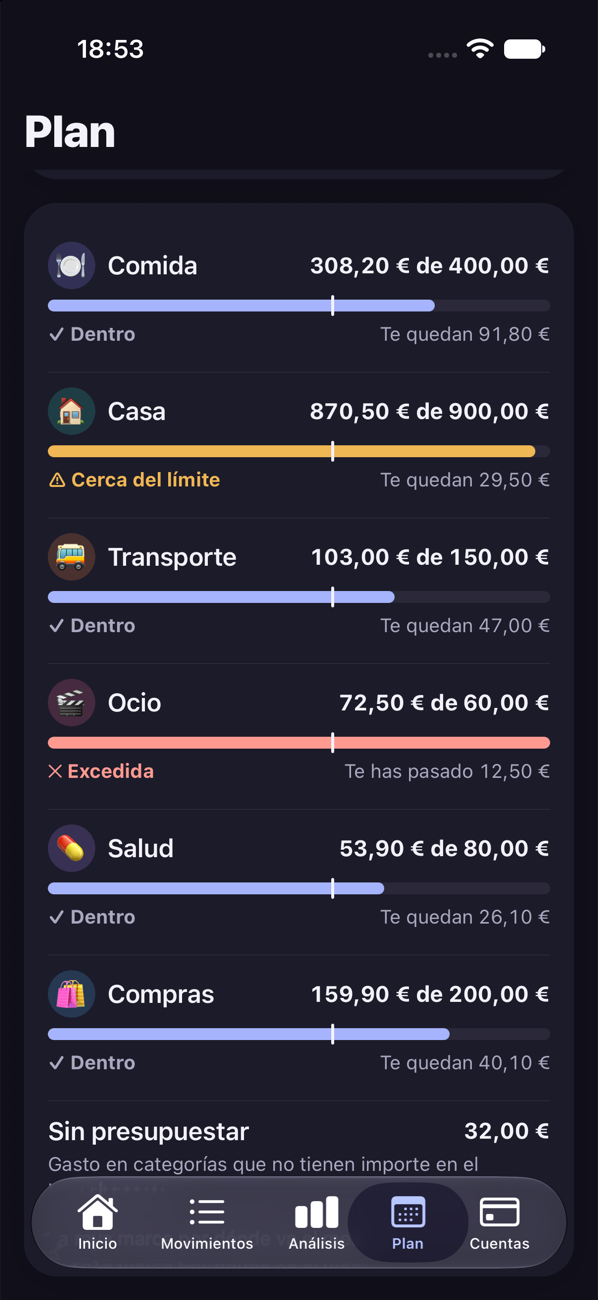 18:53
Plan
Comida 308,20 € de 400,00 €
Dentro Te quedan 91,80 €
Casa 870,50 € de 900,00 €
Cerca del límite Te quedan 29,50 €
Transporte 103,00 € de 150,00 €
Dentro Te quedan 47,00 €
Ocio 72,50 € de 60,00 €
Excedida Te has pasado 12,50 €
Salud 53,90 € de 80,00 €
Dentro Te quedan 26,10 €
Compras 159,90 € de 200,00 €
Dentro Te quedan 40,10 €
Sin presupuestar 32,00 €
Gasto en categorías que no tienen importe en el
Inicio Movimientos Análisis Plan Cuentas